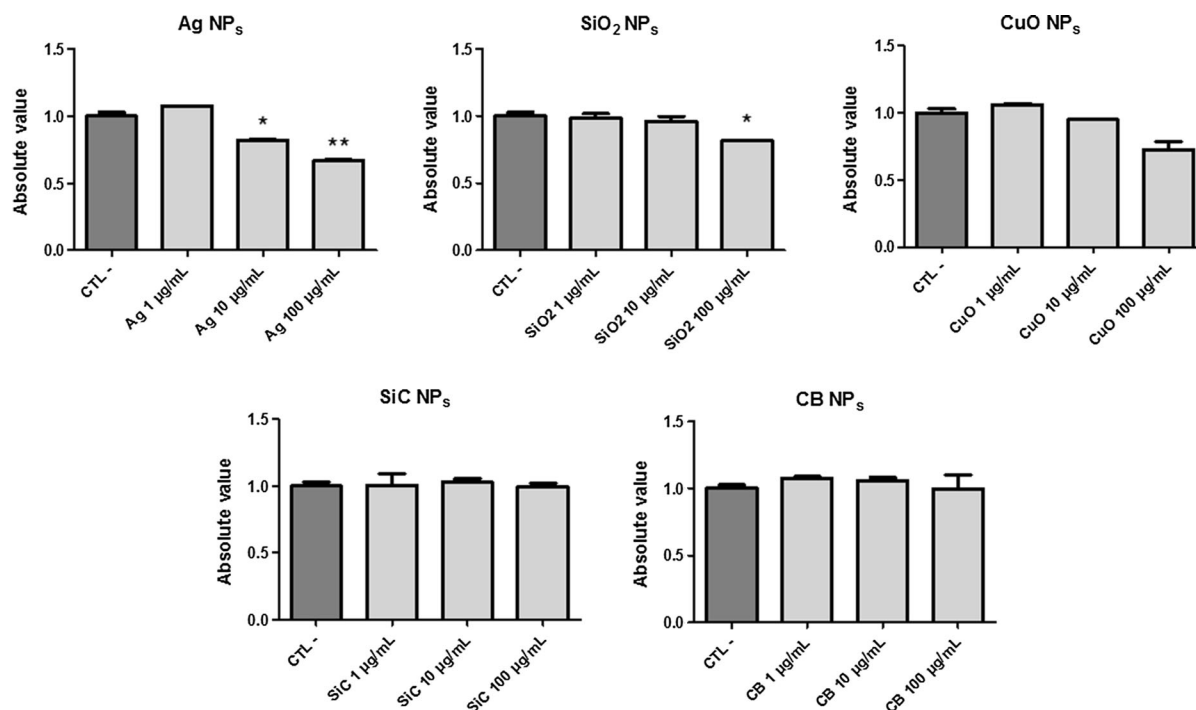 Ag NPs
Absolute value
1.5
1.0
0.5
0.0
*
**
CTL -
Ag 1 µg/mL
Ag 10 µg/mL
Ag 100 µg/mL
SiO2 NPs
Absolute value
1.5
1.0
0.5
0.0
*
CTL -
SiO2 1 µg/mL
SiO2 10 µg/mL
SiO2 100 µg/mL
CuO NPs
Absolute value
1.5
1.0
0.5
0.0
CTL -
CuO 1 µg/mL
CuO 10 µg/mL
CuO 100 µg/mL
SiC NPs
Absolute value
1.5
1.0
0.5
0.0
CTL -
SiC 1 µg/mL
SiC 10 µg/mL
SiC 100 µg/mL
CB NPs
Absolute value
1.5
1.0
0.5
0.0
CTL -
CB 1 µg/mL
CB 10 µg/mL
CB 100 µg/mL